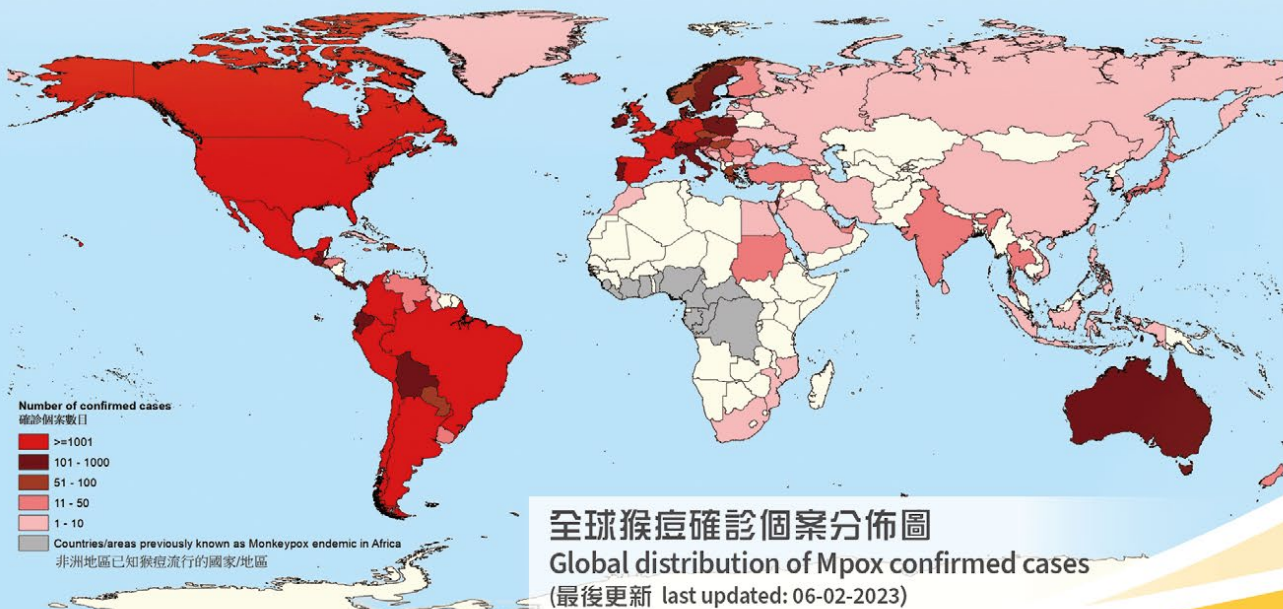 Number of confirmed cases
確診個案數目
>=1001
101 - 1000
51 - 100
11 - 50
1 - 10
Countries/areas previously known as Monkeypox endemic in Africa
非洲地區已知猴痘流行的國家/地區
全球猴痘確診個案分佈圖
Global distribution of Mpox confirmed cases
(最後更新 last updated: 06-02-2023)